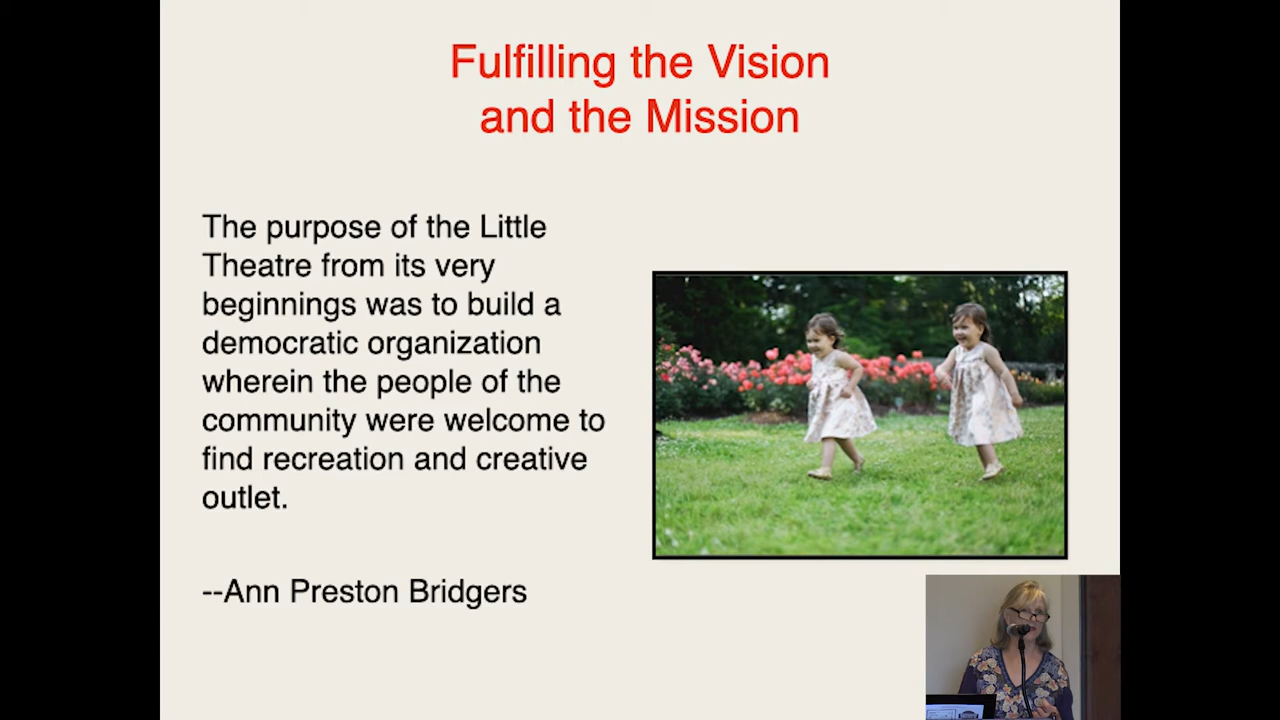 Fulfilling the Vision
and the Mission
The purpose of the Little
Theatre from its very
beginnings was to build a
democratic organization
wherein the people of the
community were welcome to
find recreation and creative
outlet.
--Ann Preston Bridgers